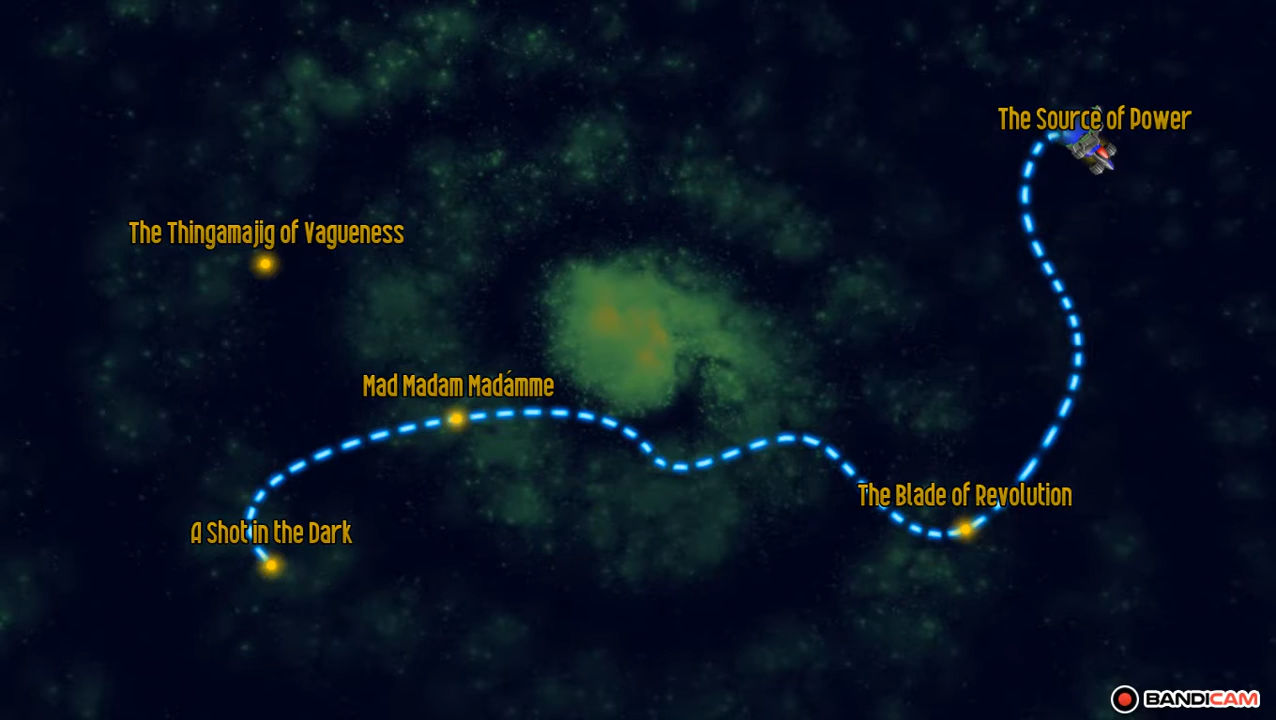 The Source of Power
The Thingamajig of Vagueness
Mad Madam Madámme
The Blade of Revolution
A Shot in the Dark
BANDICAM